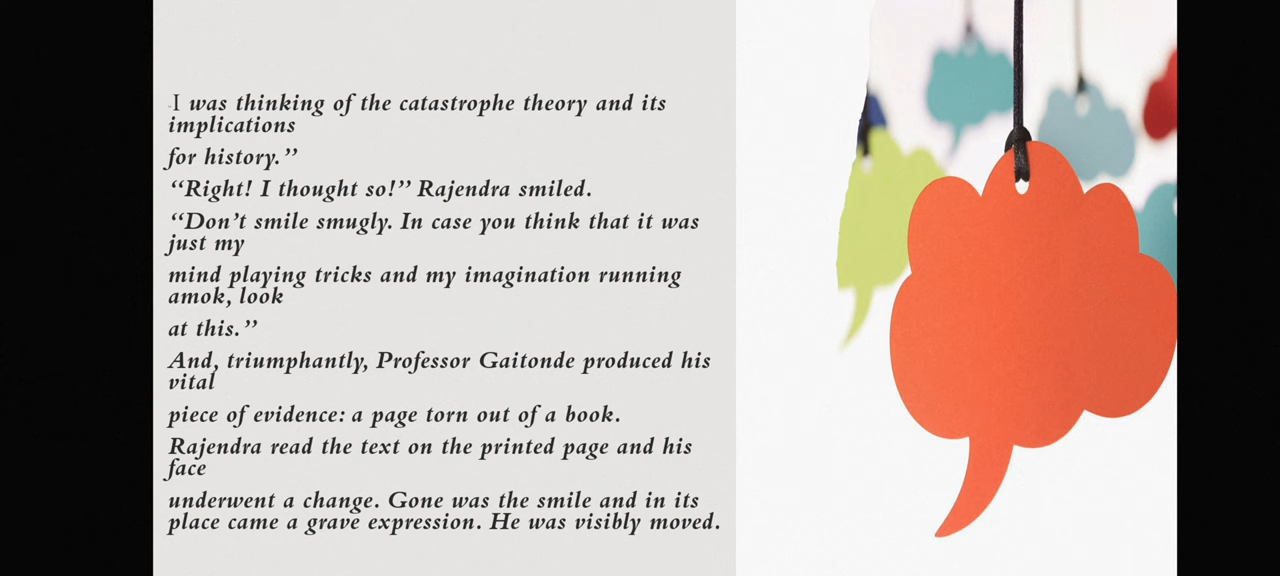 -I was thinking of the catastrophe theory and its
implications
for history.”
“Right! I thought so!” Rajendra smiled.
“Don’t smile smugly. In case you think that it was
just my
mind playing tricks and my imagination running
amok, look
at this.”
And, triumphantly, Professor Gaitonde produced his
vital
piece of evidence: a page torn out of a book.
Rajendra read the text on the printed page and his
face
underwent a change. Gone was the smile and in its
place came a grave expression. He was visibly moved.